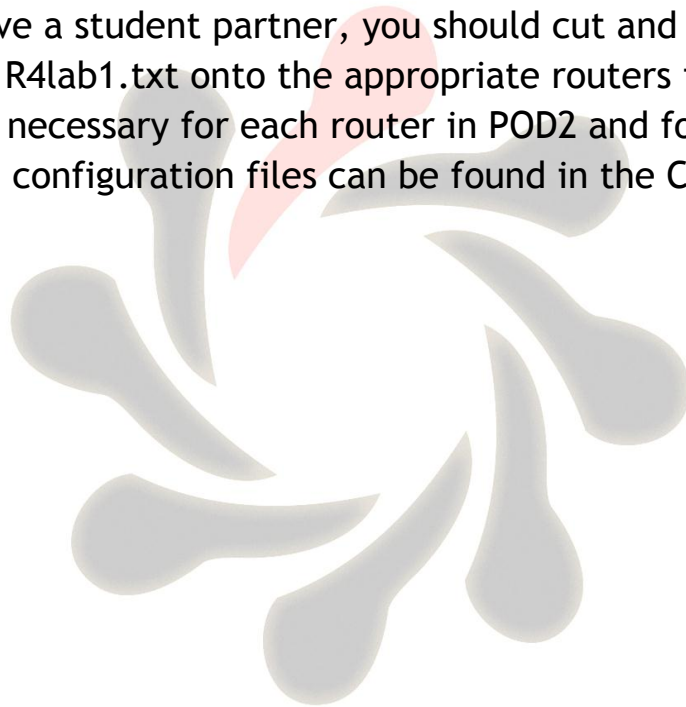 ve a student partner, you should cut and
R4lab1.txt onto the appropriate routers
necessary for each router in POD2 and fo
configuration files can be found in the C